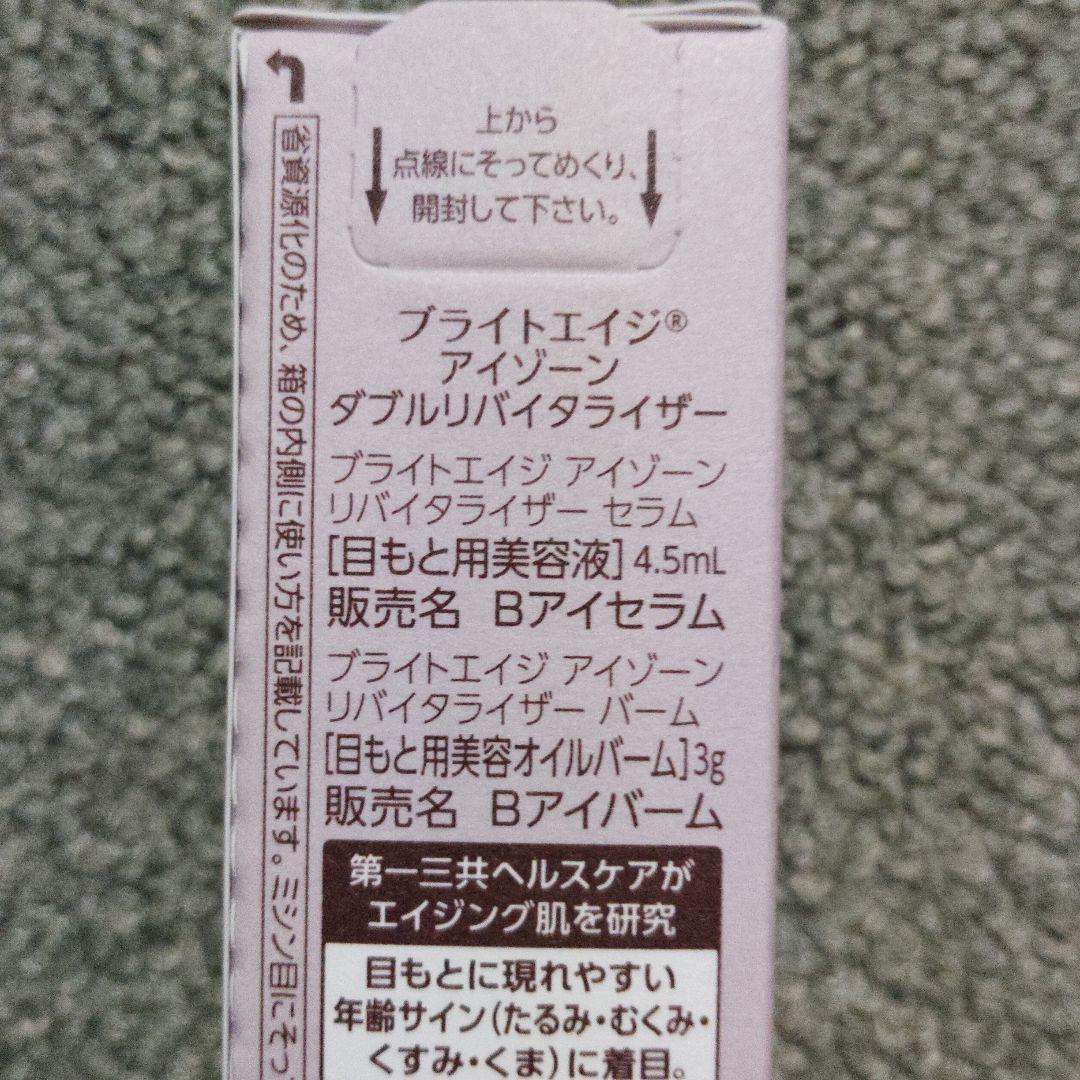 上から
点線にそってめくり、
開封して下さい。
省資源化のため、箱の内側に使い方を記載しています。ミシン目にそっ
ブライトエイジ®
アイゾーン
ダブルリバイタライザー
ブライトエイジ アイゾーン
リバイタライザー セラム
[目もと用美容液] 4.5mL
販売名 Bアイセラム
ブライトエイジ アイゾーン
リバイタライザー バーム
[目もと用美容オイルバーム]3g
販売名 Bアイバーム
第一三共ヘルスケアが
エイジング肌を研究
目もとに現れやすい
年齢サイン(たるみ・むくみ・
くすみ・くま)に着目。